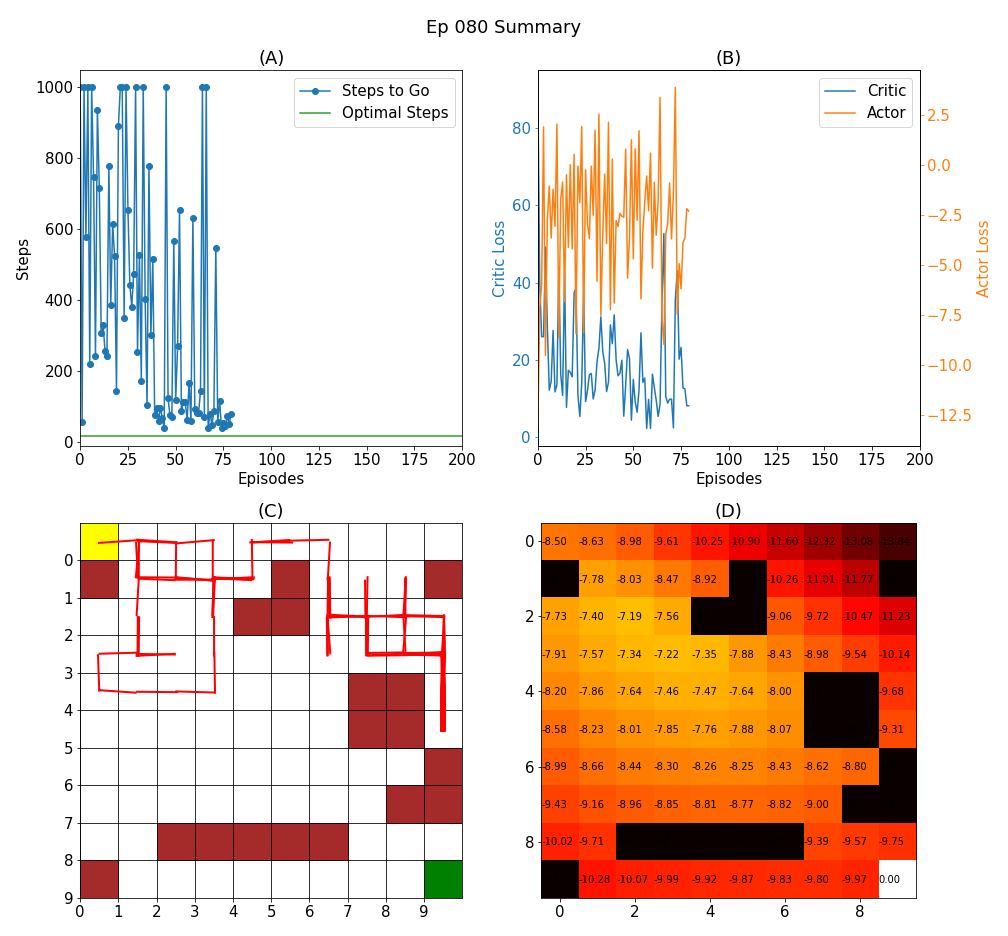 Ep 080 Summary
(A)
(B)
1000
800
600
400
200
0
Steps
Steps to Go
Optimal Steps
0 25 50 75 100 125 150 175 200
Episodes
80
60
40
20
0
Critic Loss
Critic
Actor
2.5
0.0
−2.5
−5.0
−7.5
−10.0
−12.5
Actor Loss
0 25 50 75 100 125 150 175 200
Episodes
(C)
(D)
0
1
2
3
4
5
6
7
8
9
0 1 2 3 4 5 6 7 8 9
0
2
4
6
8
-8.50 -8.63 -8.98 -9.61 -10.25 -10.90 -11.60 -12.32 -13.08 -13.84
-7.78 -8.03 -8.47 -8.92 -10.26 -11.01 -11.77
-7.73 -7.40 -7.19 -7.56 -9.06 -9.72 -10.47 -11.23
-7.91 -7.57 -7.34 -7.22 -7.35 -7.88 -8.43 -8.98 -9.54 -10.14
-8.20 -7.86 -7.64 -7.46 -7.47 -7.64 -8.00 -9.68
-8.58 -8.23 -8.01 -7.85 -7.76 -7.88 -8.07 -9.31
-8.99 -8.66 -8.44 -8.30 -8.26 -8.25 -8.43 -8.62 -8.80
-9.43 -9.16 -8.96 -8.85 -8.81 -8.77 -8.82 -9.00
-10.02 -9.71 -9.39 -9.57 -9.75
-10.28 -10.07 -9.99 -9.92 -9.87 -9.83 -9.80 -9.97 0.00
0 2 4 6 8